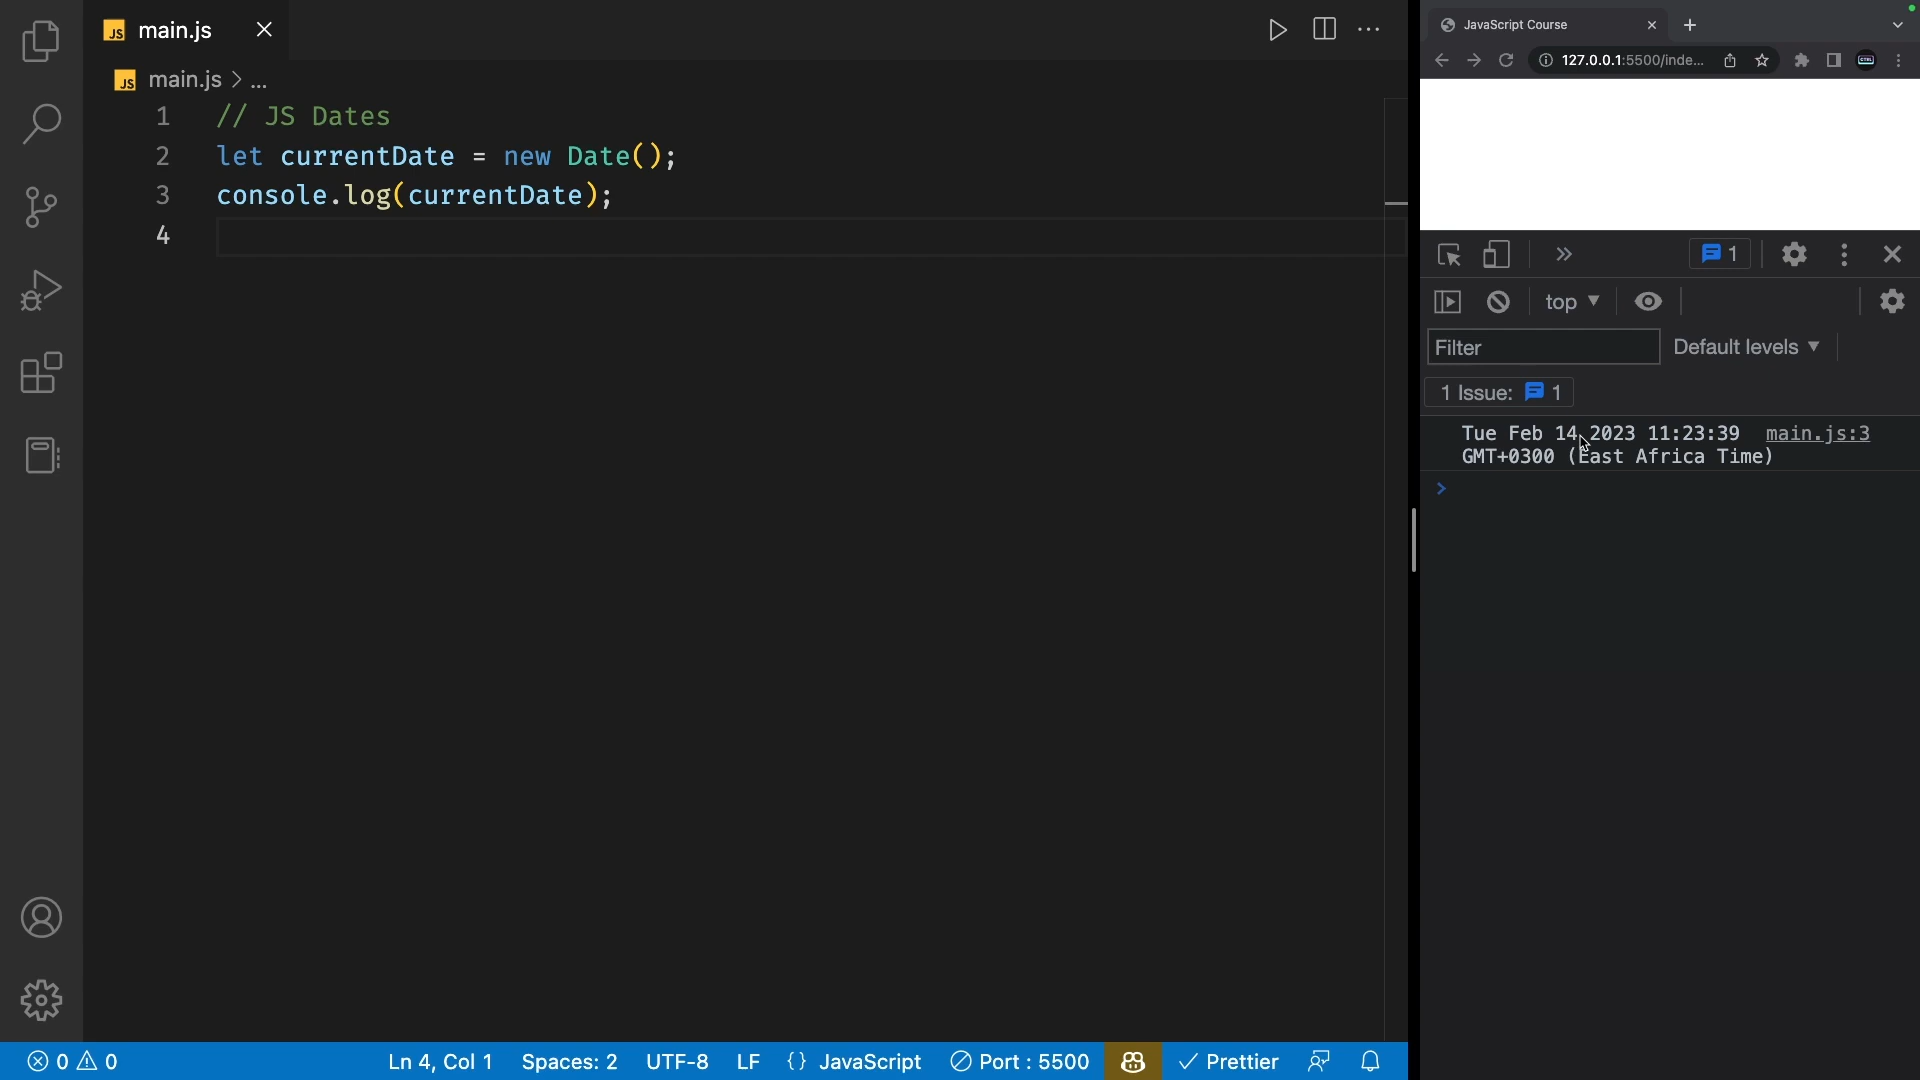 JS main.js
JS main.js > ...
1 // JS Dates
2 let currentDate = new Date();
3 console.log(currentDate);
4
0 0 Ln 4, Col 1 Spaces: 2 UTF-8 LF {} JavaScript Port : 5500 Prettier
JavaScript Course
127.0.0.1:5500/inde...
1
top
Filter Default levels
1 Issue: 1
Tue Feb 14 2023 11:23:39 main.js:3
GMT+0300 (East Africa Time)
>